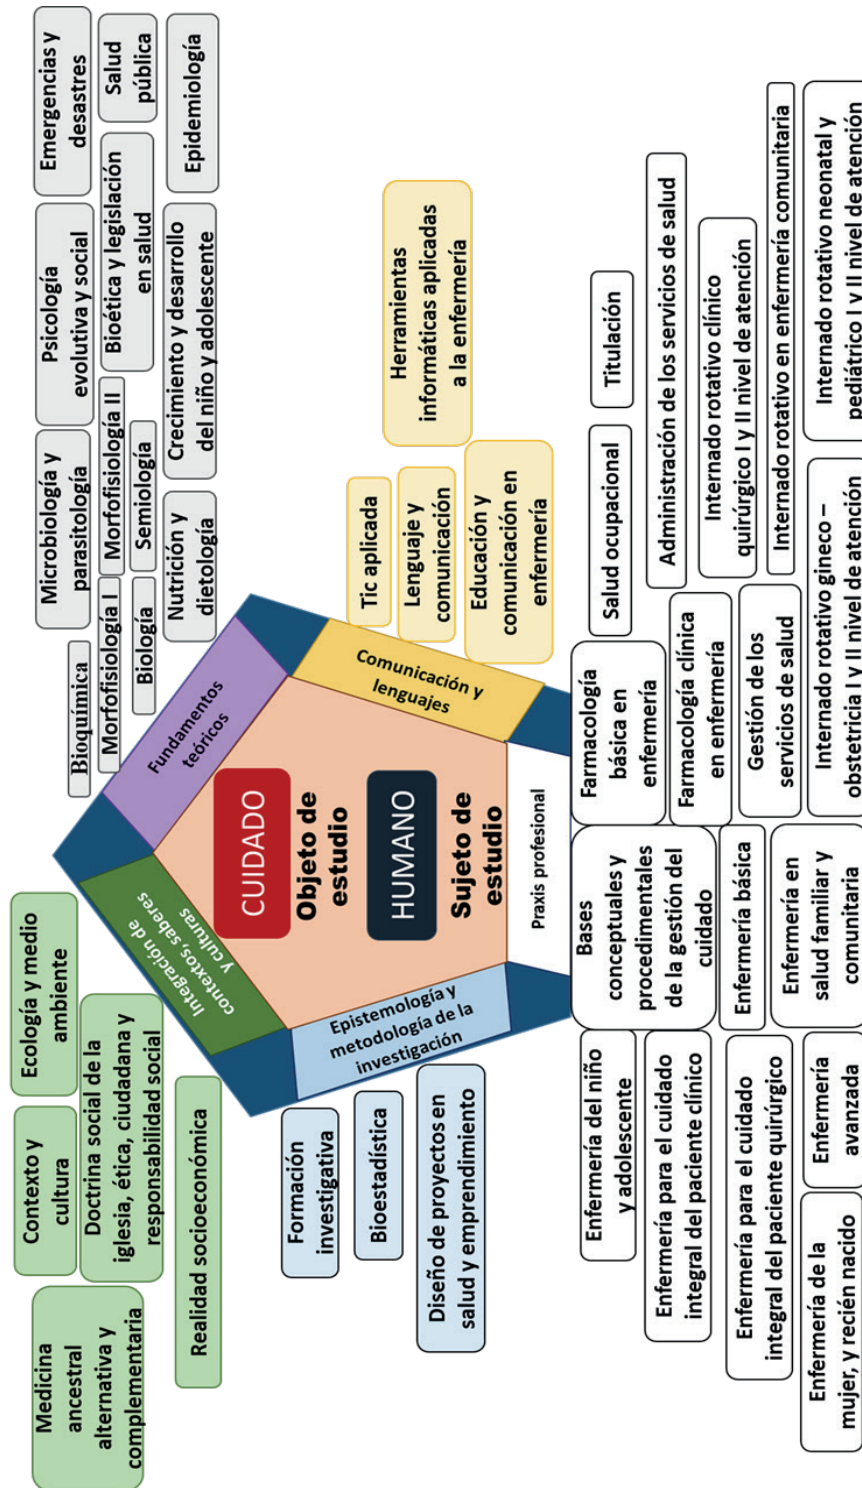 Medicina
ancestral
alternativa y
complementaria
Contexto y
cultura
Ecología y medio
ambiente
Doctrina social de la
iglesia, ética, ciudadana y
responsabilidad social
Realidad socioeconómica
Bioquímica
Microbiología y
parasitología
Psicología
evolutiva y social
Emergencias y
desastres
Morfofisiología I
Morfofisiología II
Bioética y legislación
en salud
Salud
pública
Biología
Semiología
Nutrición y
dietología
Crecimiento y desarrollo
del niño y adolescente
Epidemiología
Integración de
contextos, saberes
y culturas
Fundamentos
teóricos
CUIDADO
Objeto de
estudio
HUMANO
Sujeto de
estudio
Epistemología y
metodología de la
investigación
Comunicación y
lenguajes
Praxis profesional
Formación
investigativa
Bioestadística
Diseño de proyectos en
salud y emprendimiento
Tic aplicada
Lenguaje y
comunicación
Educación y
comunicación en
enfermería
Herramientas
informáticas aplicadas
a la enfermería
Enfermería del niño
y adolescente
Bases
conceptuales y
procedimentales
de la gestión del
cuidado
Farmacología
básica en
enfermería
Salud ocupacional
Titulación
Enfermería para el cuidado
integral del paciente clínico
Farmacología clínica
en enfermería
Administración de los servicios de salud
Enfermería para el cuidado
integral del paciente quirúrgico
Enfermería básica
Gestión de los
servicios de salud
Internado rotativo clínico
quirúrgico I y II nivel de atención
Internado rotativo en enfermería comunitaria
Enfermería de la
mujer, y recién nacido
Enfermería
avanzada
Enfermería en
salud familiar y
comunitaria
Internado rotativo gineco –
obstetricia I y II nivel de atención
Internado rotativo neonatal y
pediátrico I y II nivel de atención